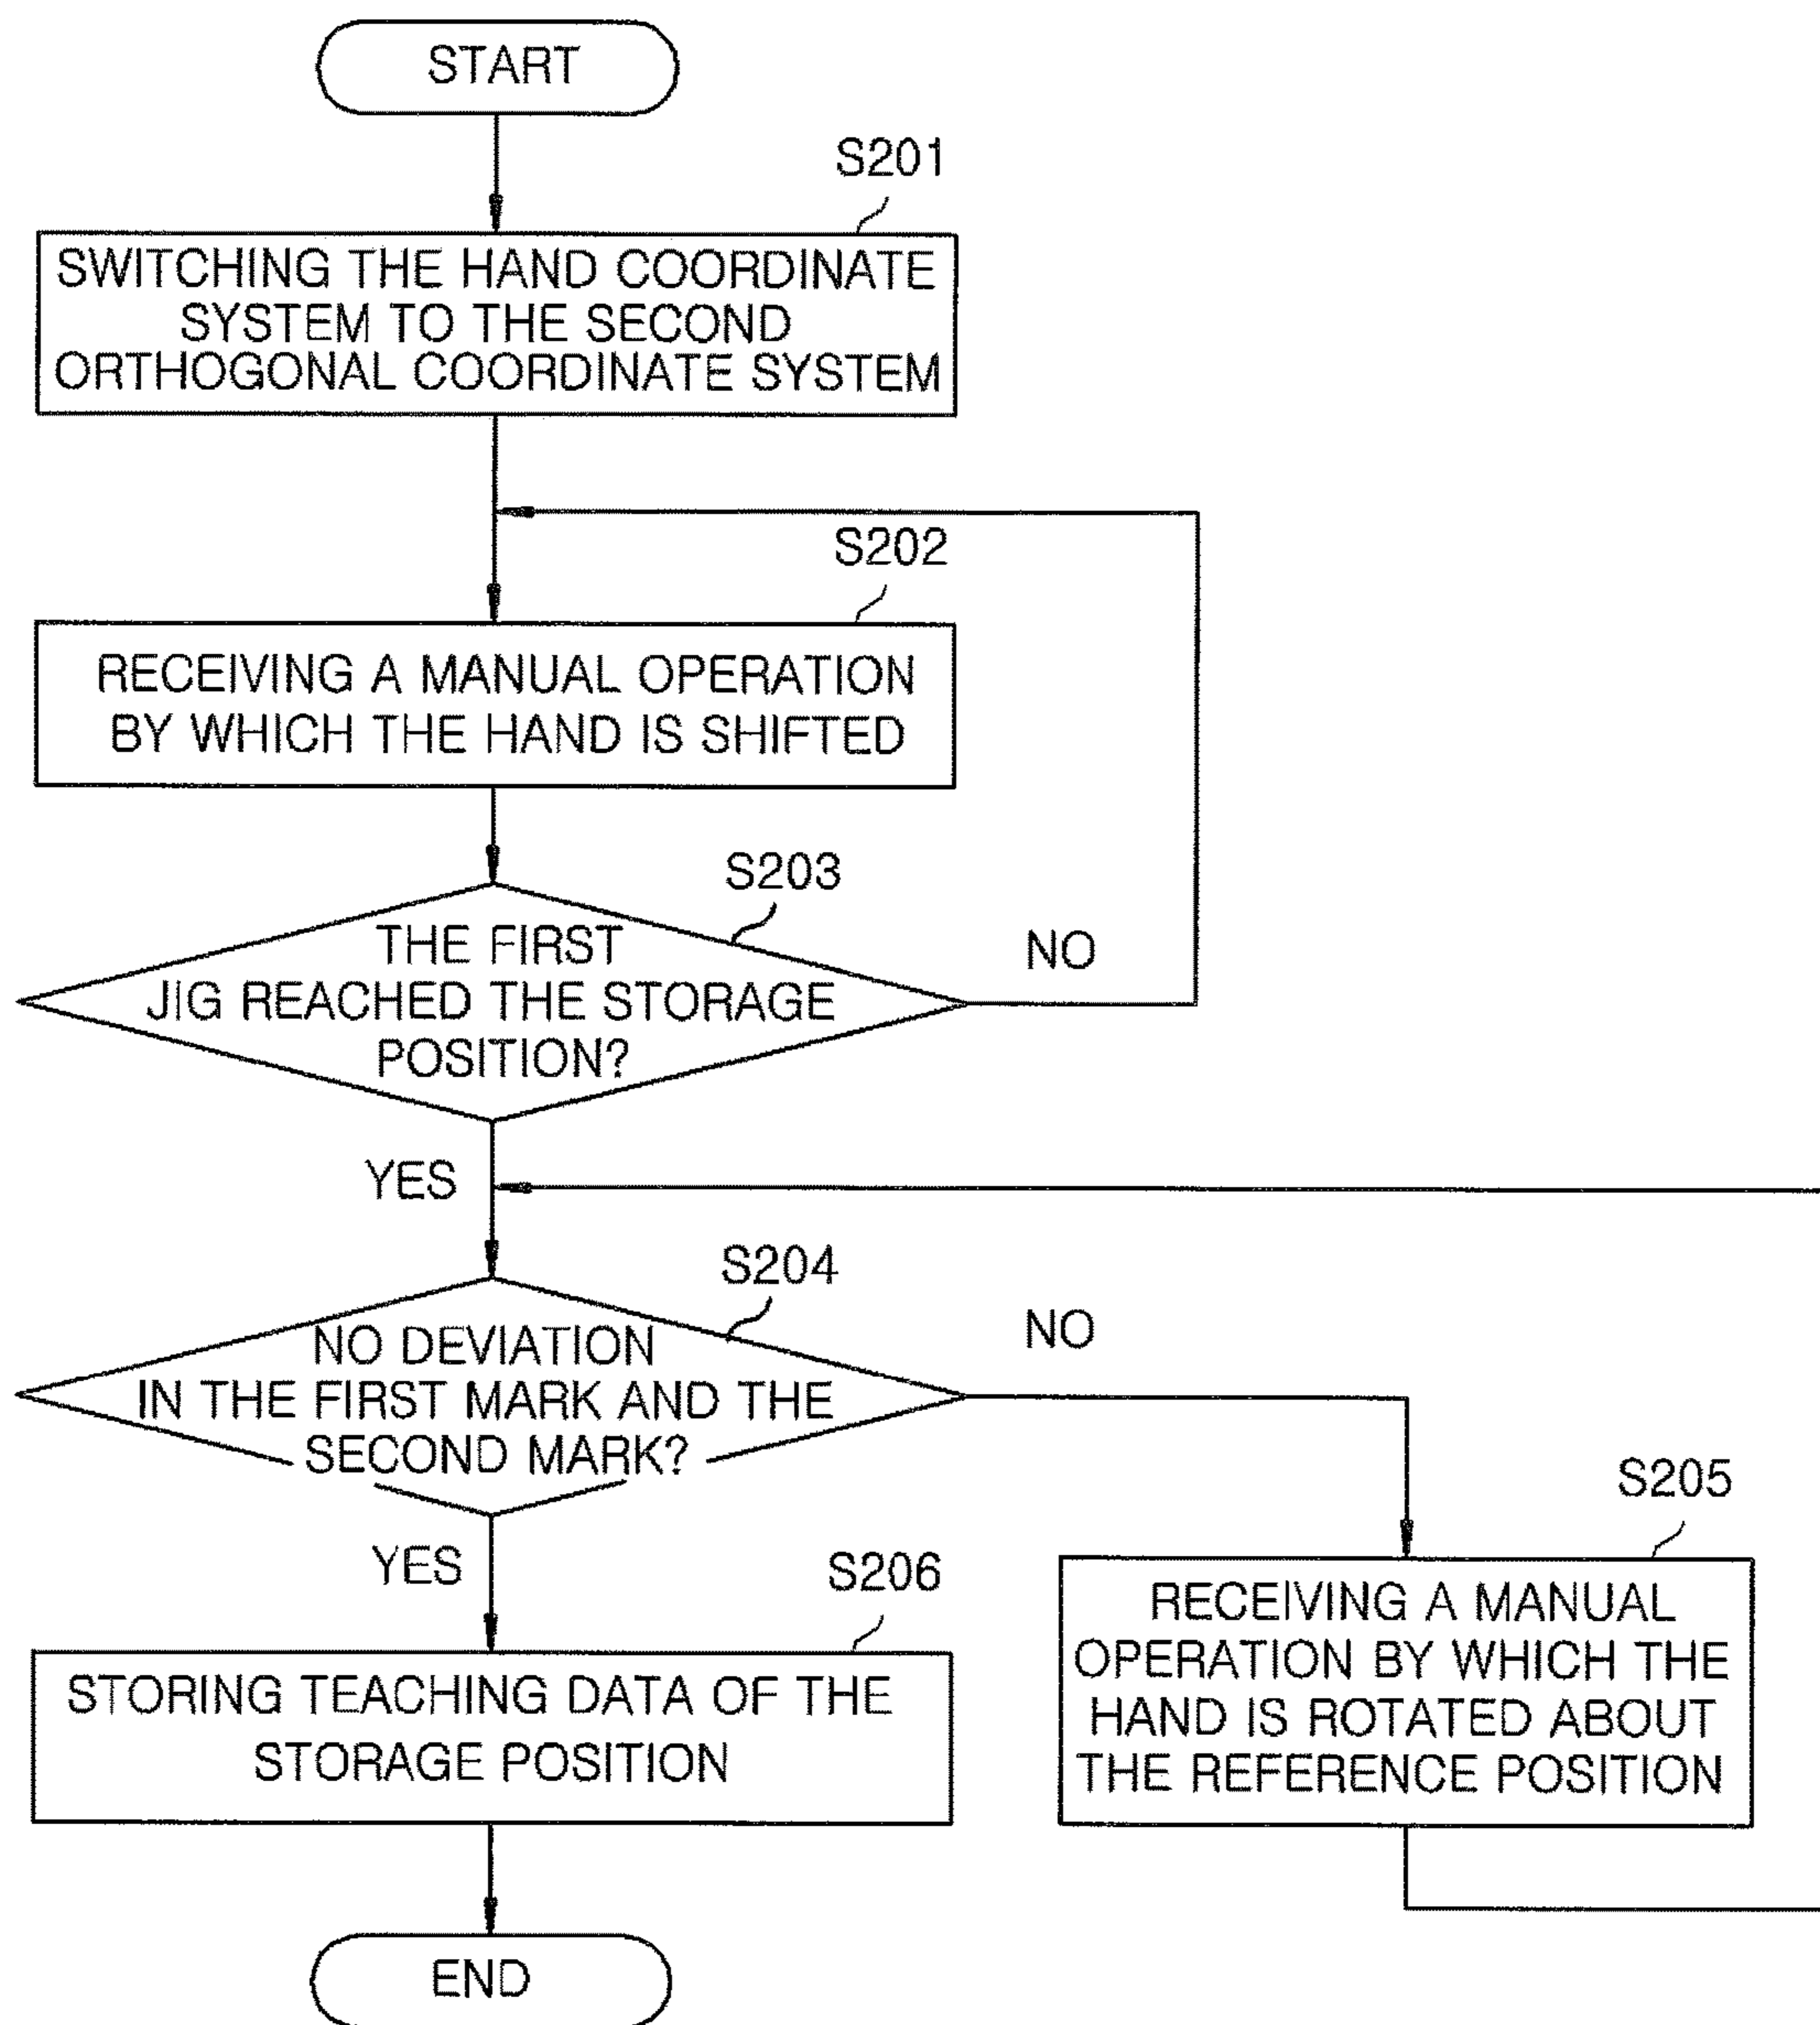 START
S201
SWITCHING THE HAND COORDINATE
SYSTEM TO THE SECOND
ORTHOGONAL COORDINATE SYSTEM
S202
RECEIVING A MANUAL OPERATION
BY WHICH THE HAND IS SHIFTED
S203
THE FIRST
JIG REACHED THE STORAGE
POSITION?
NO
YES
S204
NO DEVIATION
IN THE FIRST MARK AND THE
SECOND MARK?
NO
YES
S205
RECEIVING A MANUAL
OPERATION BY WHICH THE
HAND IS ROTATED ABOUT
THE REFERENCE POSITION
S206
STORING TEACHING DATA OF THE
STORAGE POSITION
END